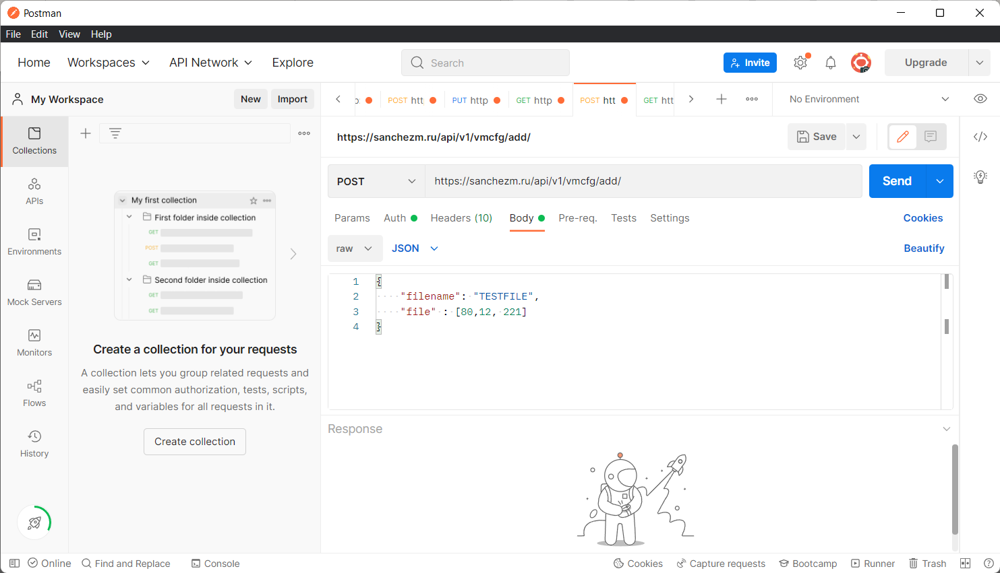 Postman
File Edit View Help
Home Workspaces API Network Explore Search Invite Upgrade
My Workspace New Import
POST htt PUT http GET http POST htt GET htt No Environment
Collections
APIs
Environments
Mock Servers
Monitors
Flows
History
My first collection
First folder inside collection
GET
POST
GET
Second folder inside collection
GET
GET
Create a collection for your requests
A collection lets you group related requests and
easily set common authorization, tests, scripts,
and variables for all requests in it.
Create collection
https://sanchezm.ru/api/v1/vmcfg/add/ Save
POST https://sanchezm.ru/api/v1/vmcfg/add/ Send
Params Auth Headers (10) Body Pre-req. Tests Settings Cookies
raw JSON Beautify
1 {
2 "filename": "TESTFILE",
3 "file" : [80,12, 221]
4 }
Response
Online Find and Replace Console Cookies Capture requests Bootcamp Runner Trash